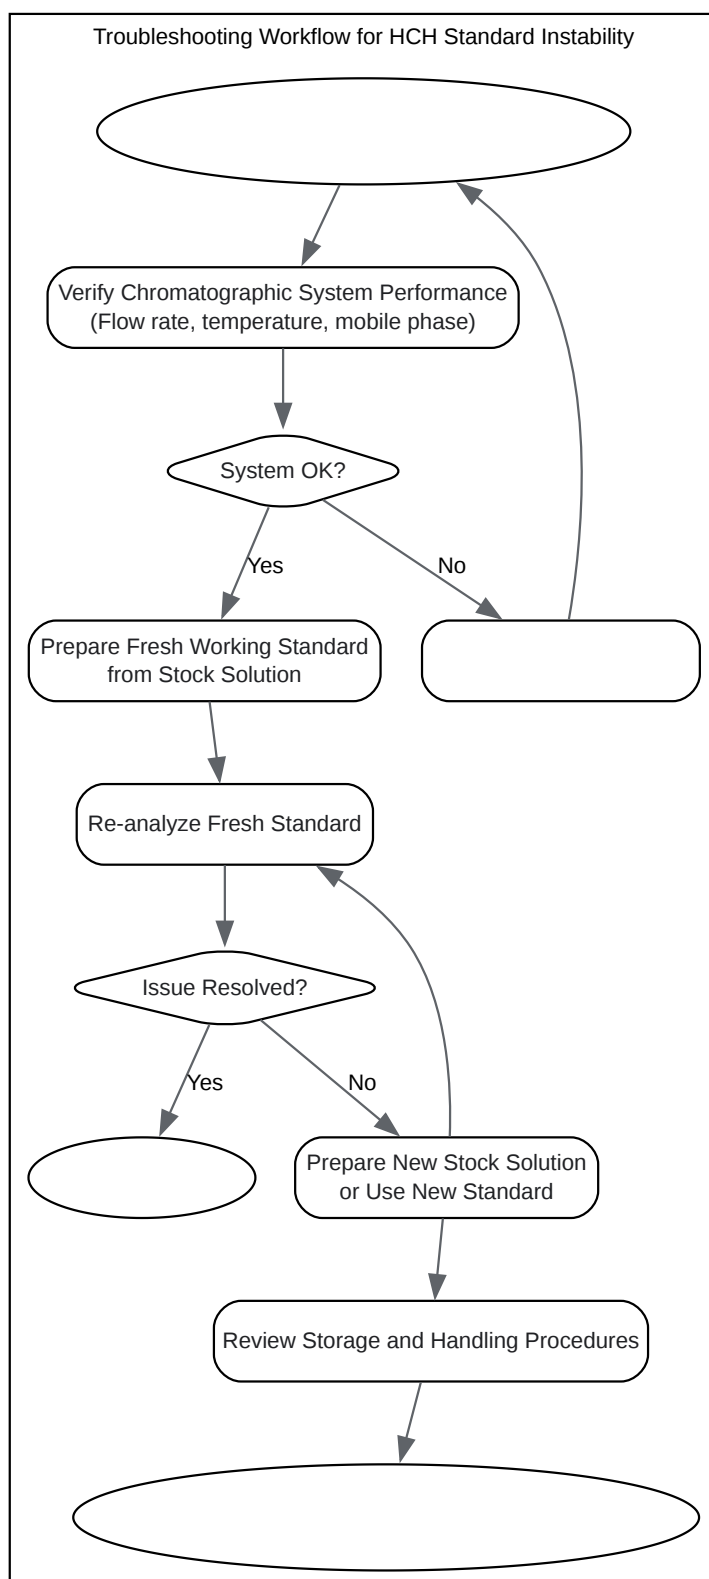 Troubleshooting Workflow for HCH Standard Instability
Verify Chromatographic System Performance
(Flow rate, temperature, mobile phase)
System OK?
Yes
No
Prepare Fresh Working Standard
from Stock Solution
Re-analyze Fresh Standard
Issue Resolved?
Yes
No
Prepare New Stock Solution
or Use New Standard
Review Storage and Handling Procedures